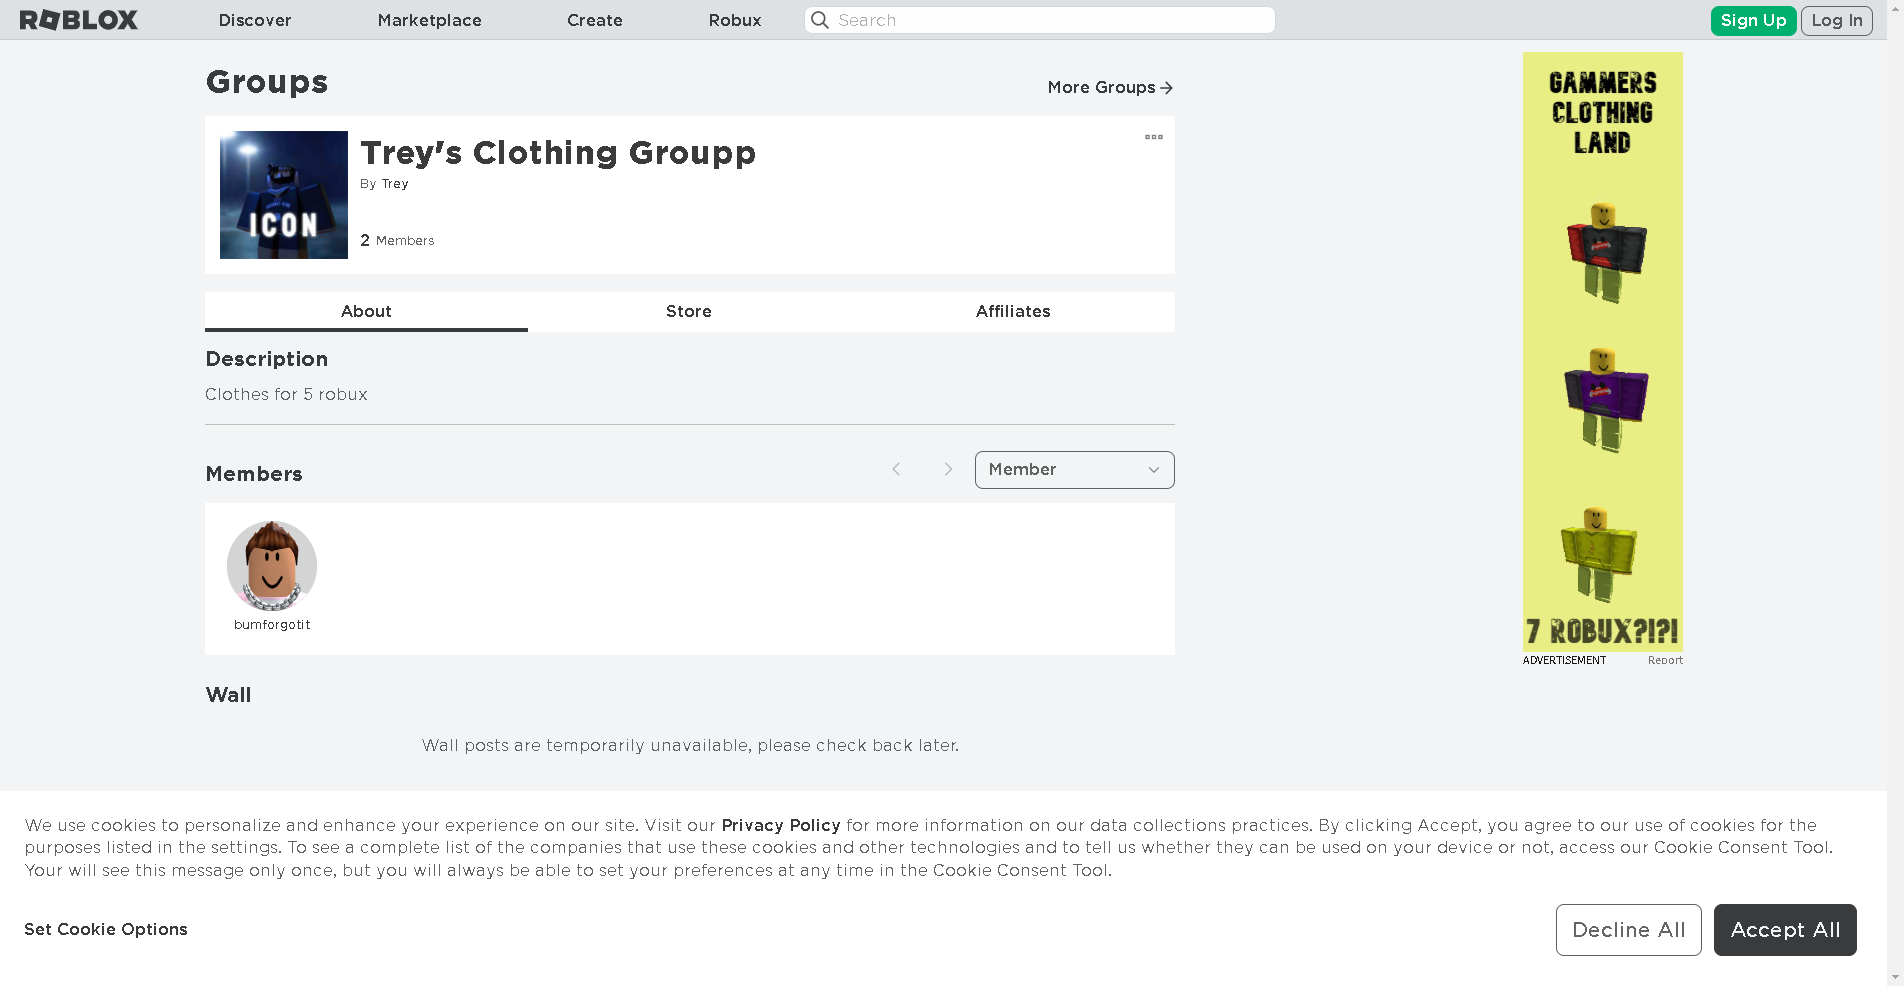 ROBLOX
Discover
Marketplace
Create
Robux
Search
Sign Up
Log In
Groups
More Groups
ICON
Trey's Clothing Groupp
By Trey
2 Members
About
Store
Affiliates
Description
Clothes for 5 robux
Members
Member
bumforgotit
Wall
Wall posts are temporarily unavailable, please check back later.
GAMMERS
CLOTHING
LAND
7 ROBUX?!?!
ADVERTISEMENT
Report
We use cookies to personalize and enhance your experience on our site. Visit our Privacy Policy for more information on our data collections practices. By clicking Accept, you agree to our use of cookies for the
purposes listed in the settings. To see a complete list of the companies that use these cookies and other technologies and to tell us whether they can be used on your device or not, access our Cookie Consent Tool.
Your will see this message only once, but you will always be able to set your preferences at any time in the Cookie Consent Tool.
Set Cookie Options
Decline All
Accept All